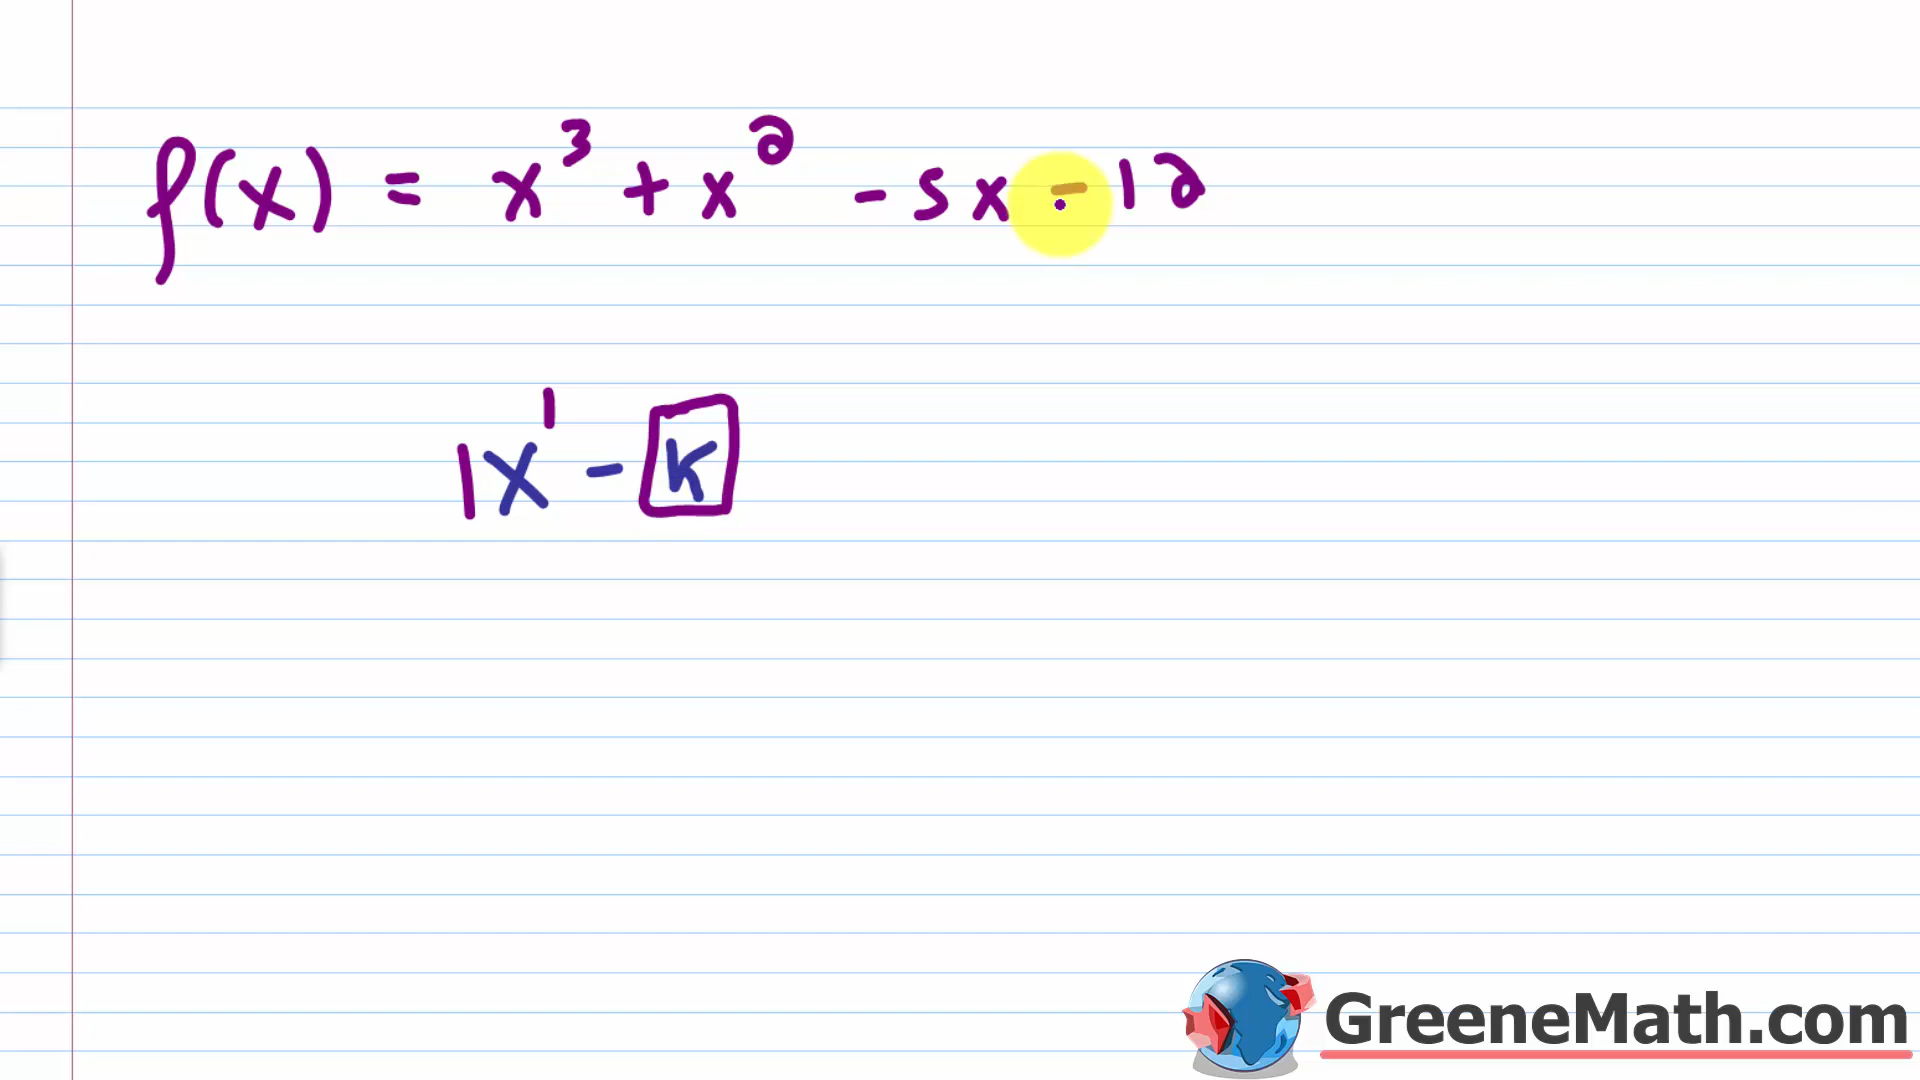 f(x) = x³ + x² - 5x - 12
1x¹ - k
GreeneMath.com